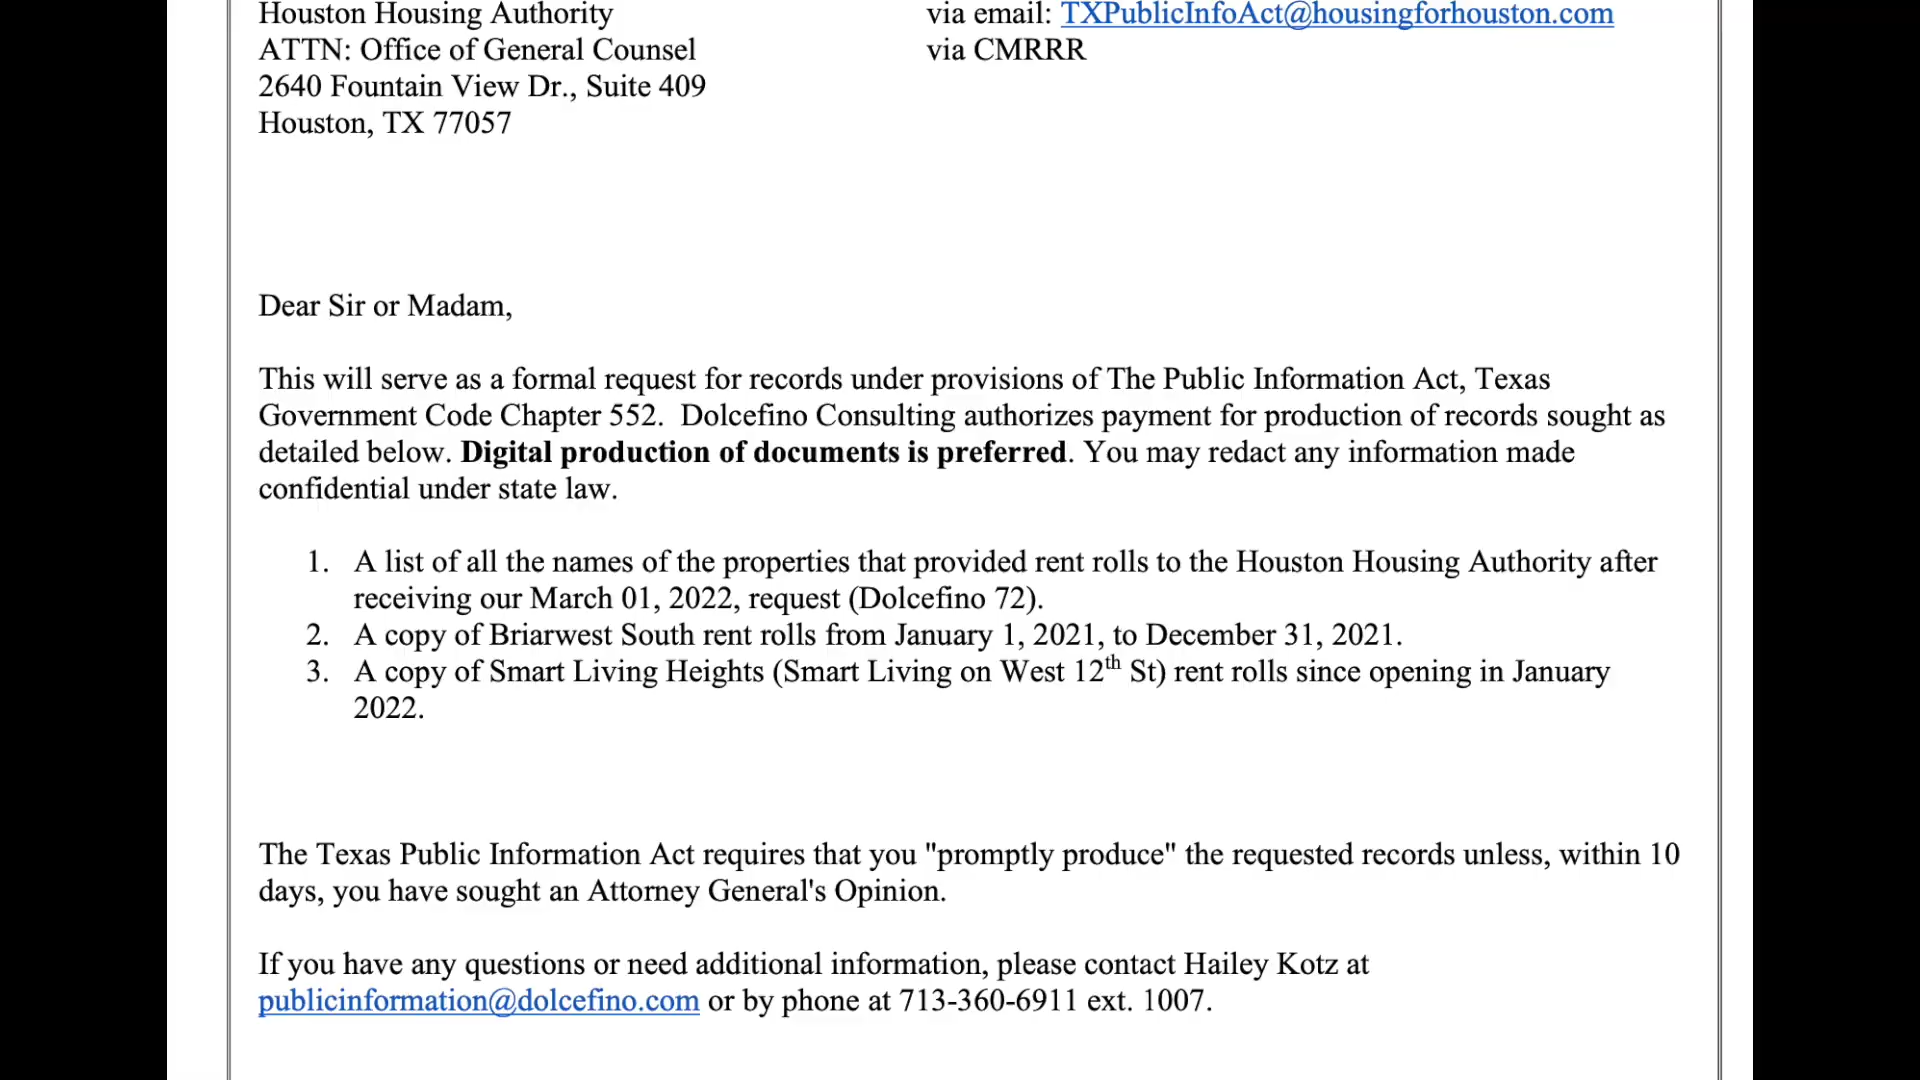 Houston Housing Authority
via email: TXPublicInfoAct@housingforhouston.com
ATTN: Office of General Counsel
via CMRRR
2640 Fountain View Dr., Suite 409
Houston, TX 77057
Dear Sir or Madam,
This will serve as a formal request for records under provisions of The Public Information Act, Texas
Government Code Chapter 552.  Dolcefino Consulting authorizes payment for production of records sought as
detailed below. Digital production of documents is preferred. You may redact any information made
confidential under state law.
1. A list of all the names of the properties that provided rent rolls to the Houston Housing Authority after
receiving our March 01, 2022, request (Dolcefino 72).
2. A copy of Briarwest South rent rolls from January 1, 2021, to December 31, 2021.
3. A copy of Smart Living Heights (Smart Living on West 12th St) rent rolls since opening in January
2022.
The Texas Public Information Act requires that you "promptly produce" the requested records unless, within 10
days, you have sought an Attorney General's Opinion.
If you have any questions or need additional information, please contact Hailey Kotz at
publicinformation@dolcefino.com or by phone at 713-360-6911 ext. 1007.